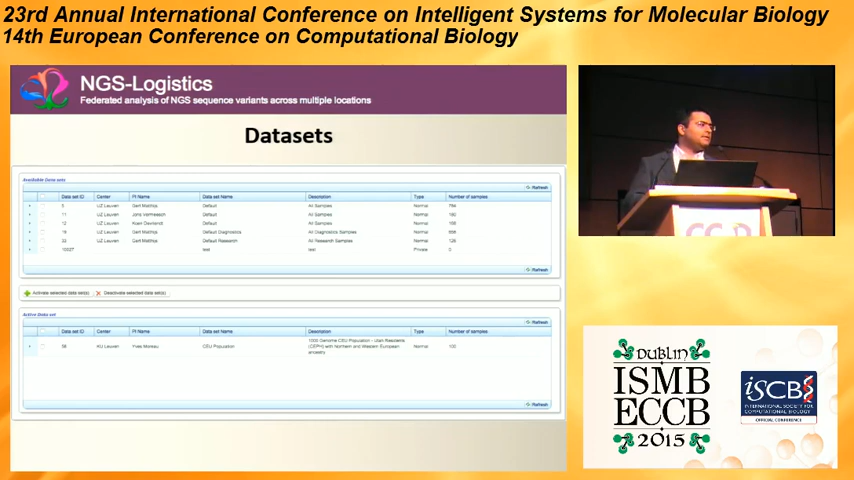 23rd Annual International Conference on Intelligent Systems for Molecular Biology
14th European Conference on Computational Biology
NGS-Logistics
Federated analysis of NGS sequence variants across multiple locations
Datasets
Available Data sets
Refresh
Data set ID Center PI Name Data set Name Description Type Number of samples
UZ Leuven Gert Matthijs Default All Samples Normal
11 UZ Leuven Joris Vermeesch Default All Samples Normal
12 UZ Leuven Koen Devriendt Default All Samples Normal
UZ Leuven Gert Matthijs Default Diagnostics All Diagnostics Samples Normal
UZ Leuven Gert Matthijs Default Research All Research Samples Normal
test test Private 0
Refresh
Activate selected data set(s) Deactivate selected data set(s)
Active Data set
Refresh
Data set ID Center PI Name Data set Name Description Type Number of samples
KU Leuven Yves Moreau CEU Population 1000 Genome CEU Population - Utah Residents (CEPH) with Northern and Western European ancestry Normal 100
Refresh
DUBLIN
ISMB
ECCB
2015
iSCB
INTERNATIONAL SOCIETY FOR
COMPUTATIONAL BIOLOGY
OFFICIAL CONFERENCE